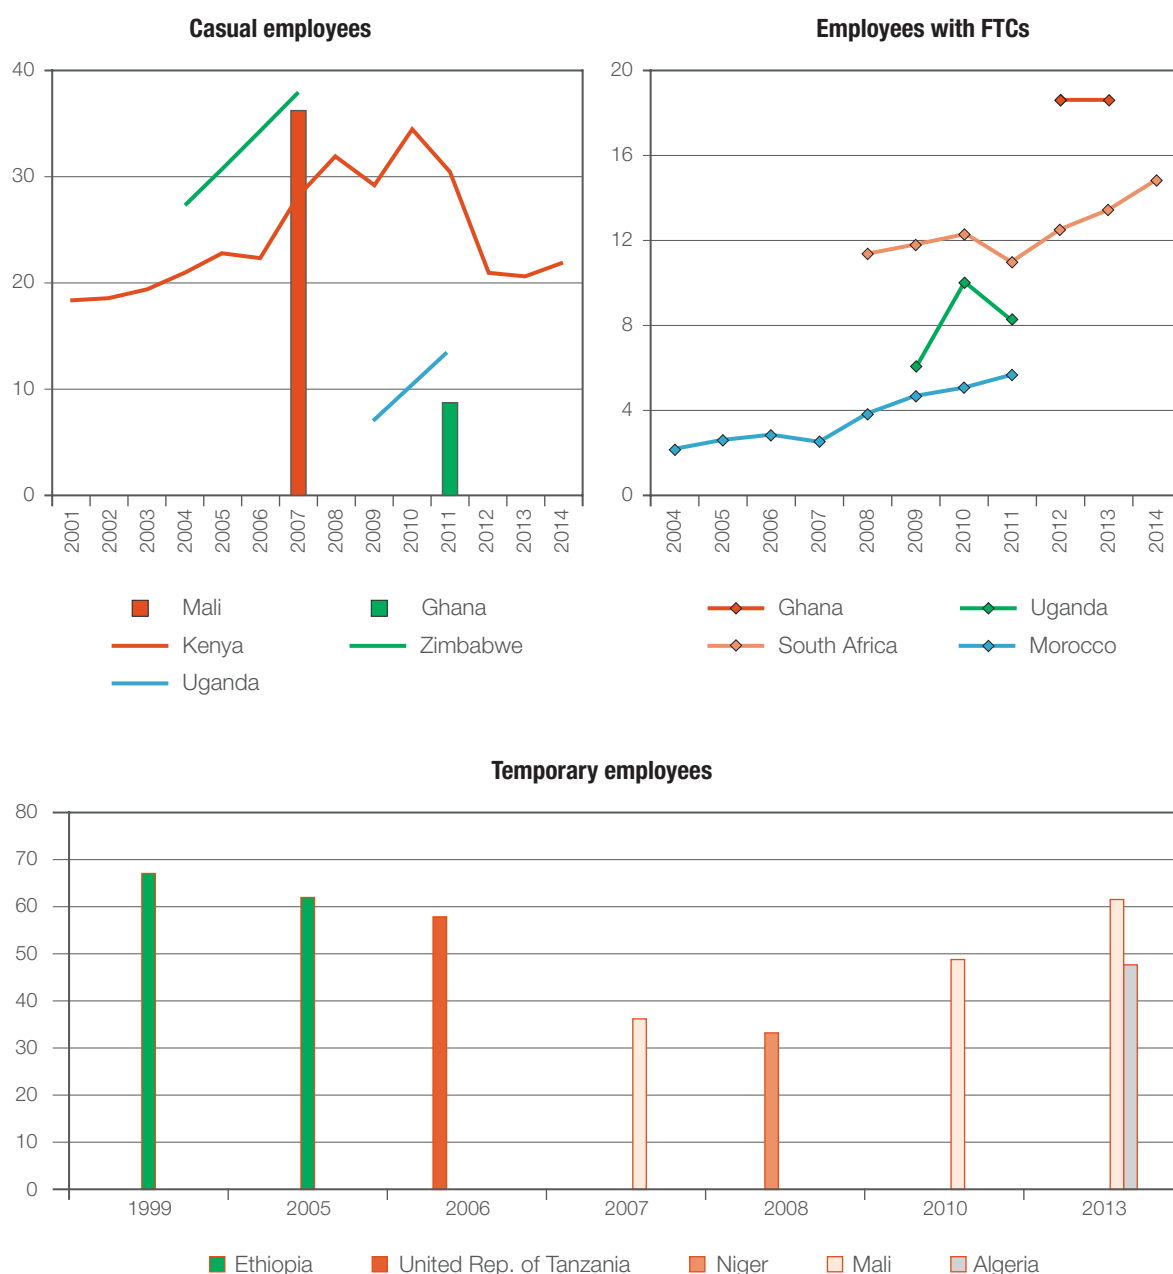 Casual employees
40
30
20
10
0
2001 2002 2003 2004 2005 2006 2007 2008 2009 2010 2011 2012 2013 2014
Mali Ghana
Kenya Zimbabwe
Uganda
Employees with FTCs
20
16
12
8
4
0
2004 2005 2006 2007 2008 2009 2010 2011 2012 2013 2014
Ghana Uganda
South Africa Morocco
Temporary employees
80
70
60
50
40
30
20
10
0
1999 2005 2006 2007 2008 2010 2013
Ethiopia United Rep. of Tanzania Niger Mali Algeria